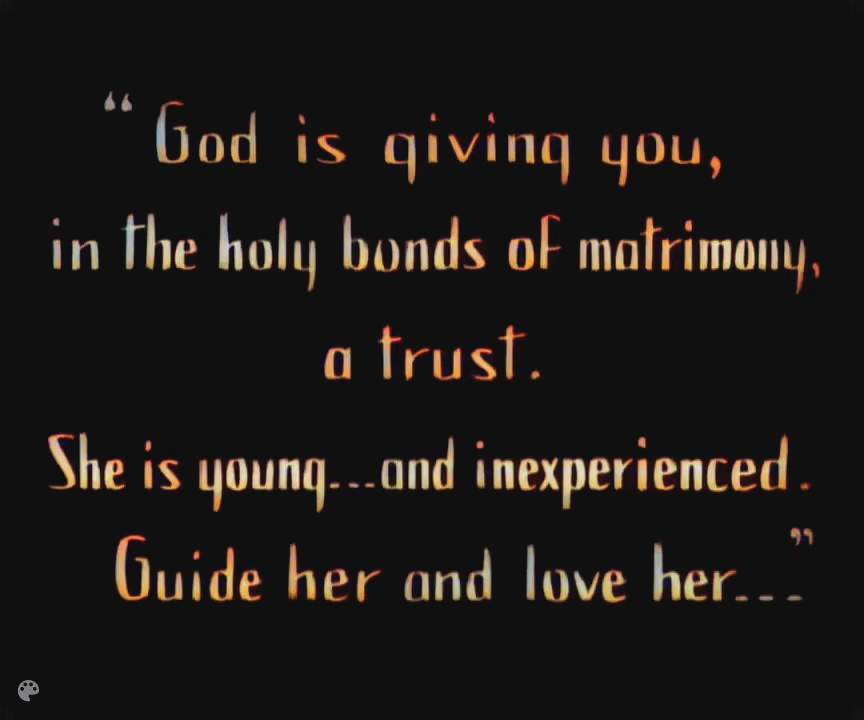 “God is giving you,
in the holy bonds of matrimony,
a trust.
She is young...and inexperienced.
Guide her and love her...”